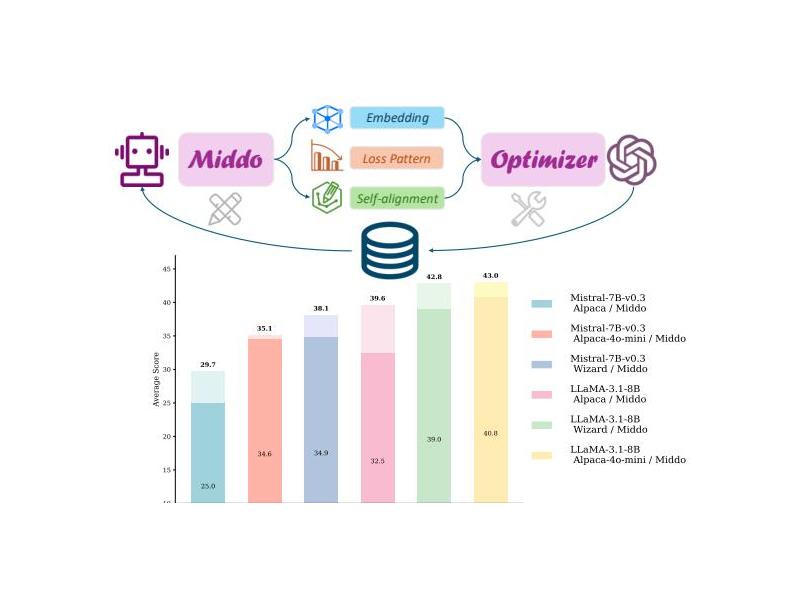 Embedding
Middo
Loss Pattern
Optimizer
Self-alignment
Average Score
45
40
35
30
25
20
15
29.7
35.1
38.1
39.6
42.8
43.0
25.0
34.6
34.9
32.5
39.0
40.8
Mistral-7B-v0.3
Alpaca / Middo
Mistral-7B-v0.3
Alpaca-4o-mini / Middo
Mistral-7B-v0.3
Wizard / Middo
LLaMA-3.1-8B
Alpaca / Middo
LLaMA-3.1-8B
Wizard / Middo
LLaMA-3.1-8B
Alpaca-4o-mini / Middo